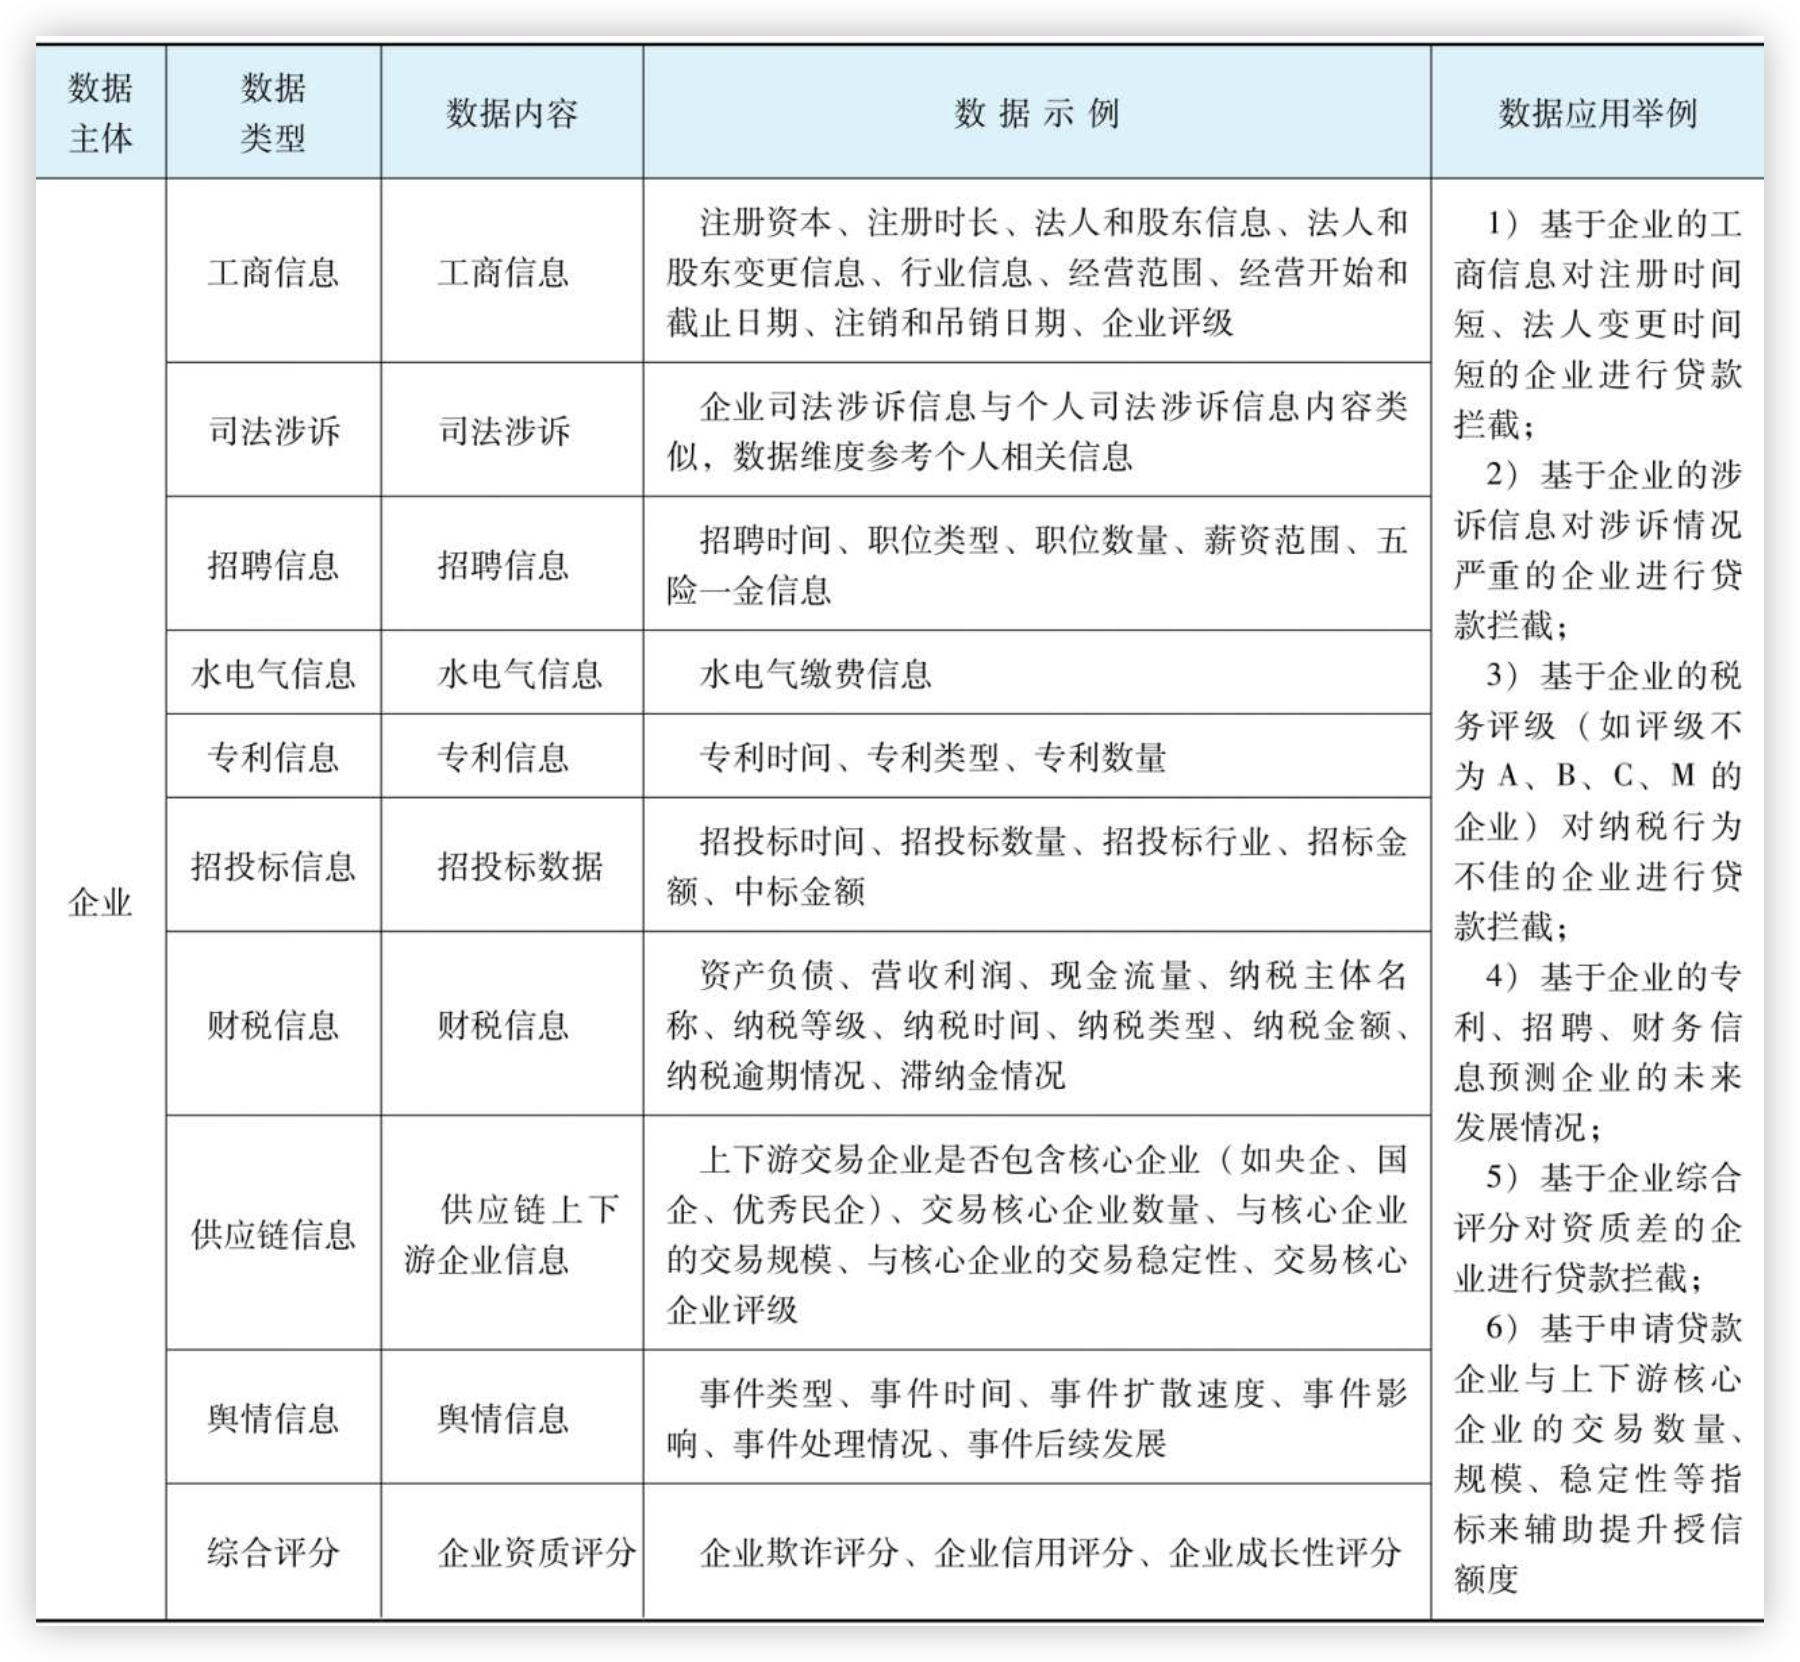 数据
主体
数据
类型
数据内容
数据示例
数据应用举例
企业
工商信息
工商信息
注册资本、注册时长、法人和股东信息、法人和
股东变更信息、行业信息、经营范围、经营开始和
截止日期、注销和吊销日期、企业评级
司法涉诉
司法涉诉
企业司法涉诉信息与个人司法涉诉信息内容类
似，数据维度参考个人相关信息
招聘信息
招聘信息
招聘时间、职位类型、职位数量、薪资范围、五
险一金信息
水电气信息
水电气信息
水电气缴费信息
专利信息
专利信息
专利时间、专利类型、专利数量
招投标信息
招投标数据
招投标时间、招投标数量、招投标行业、招标金
额、中标金额
财税信息
财税信息
资产负债、营收利润、现金流量、纳税主体名
称、纳税等级、纳税时间、纳税类型、纳税金额、
纳税逾期情况、滞纳金情况
供应链信息
供应链上下
游企业信息
上下游交易企业是否包含核心企业（如央企、国
企、优秀民企）、交易核心企业数量、与核心企业
的交易规模、与核心企业的交易稳定性、交易核心
企业评级
舆情信息
舆情信息
事件类型、事件时间、事件扩散速度、事件影
响、事件处理情况、事件后续发展
综合评分
企业资质评分
企业欺诈评分、企业信用评分、企业成长性评分
1）基于企业的工
商信息对注册时间
短、法人变更时间
短的企业进行贷款
拦截；
2）基于企业的涉
诉信息对涉诉情况
严重的企业进行贷
款拦截；
3）基于企业的税
务评级（如评级不
为 A、B、C、M 的
企业）对纳税行为
不佳的企业进行贷
款拦截；
4）基于企业的专
利、招聘、财务信
息预测企业的未来
发展情况；
5）基于企业综合
评分对资质差的企
业进行贷款拦截；
6）基于申请贷款
企业与上下游核心
企业的交易数量、
规模、稳定性等指
标来辅助提升授信
额度